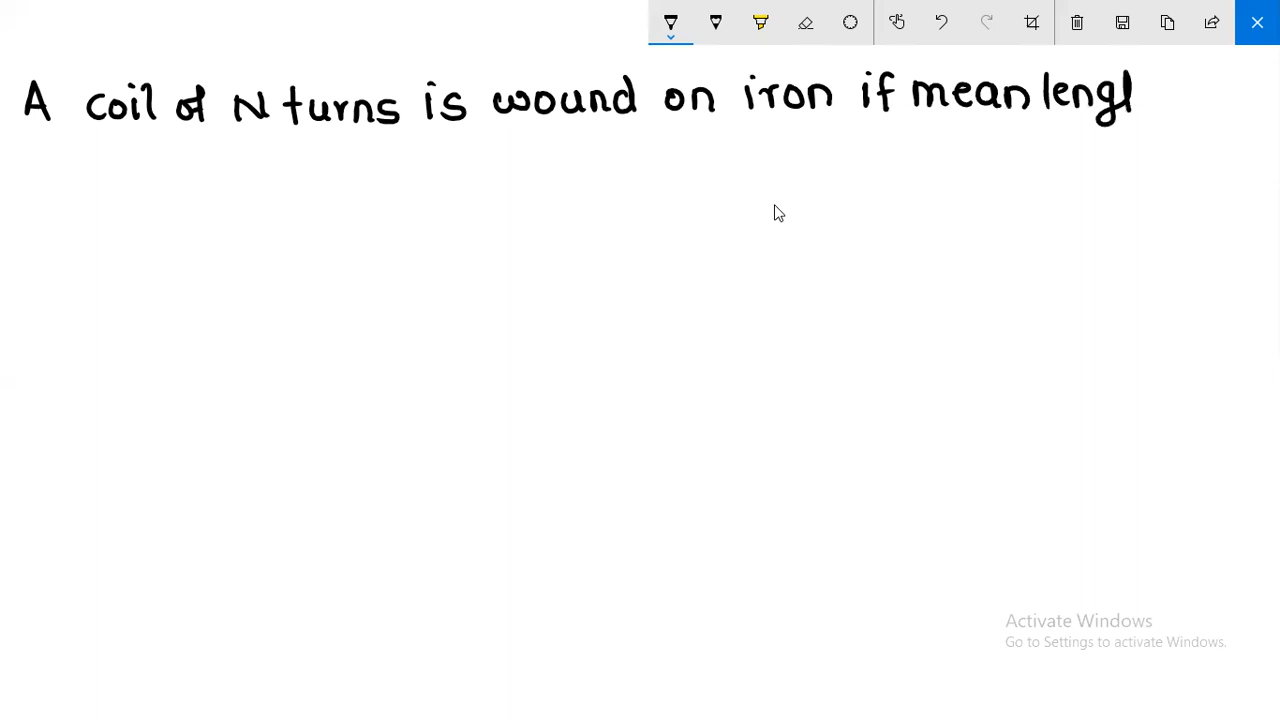 A coil of N turns is wound on iron if mean lengl
Activate Windows
Go to Settings to activate Windows.